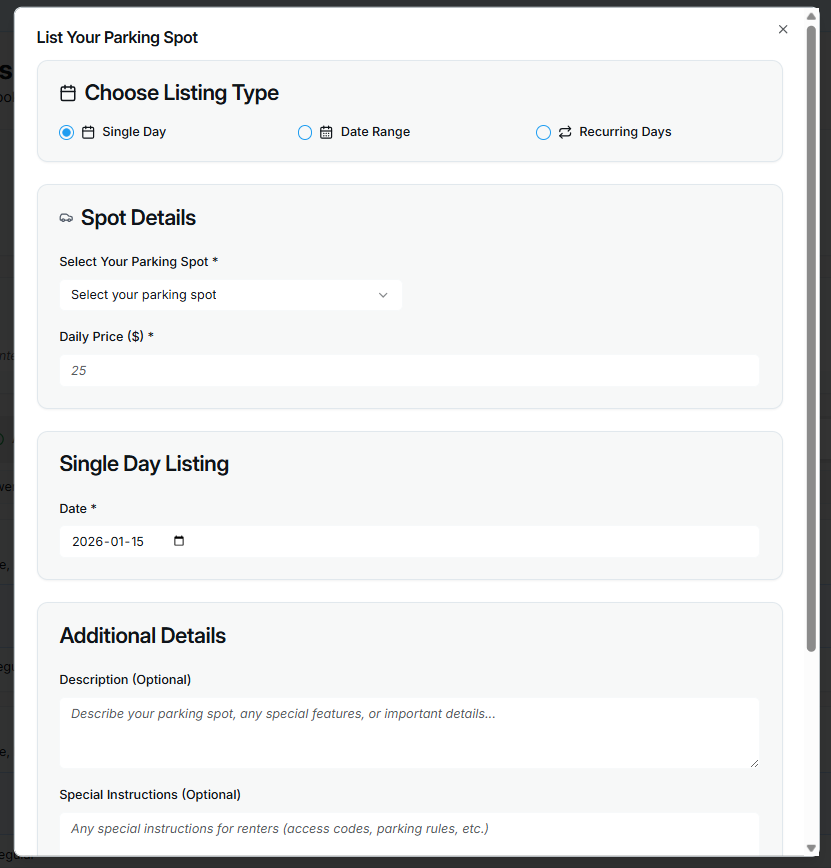 List Your Parking Spot
Choose Listing Type
Single Day
Date Range
Recurring Days
Spot Details
Select Your Parking Spot *
Select your parking spot
Daily Price ($) *
25
Single Day Listing
Date *
2026-01-15
Additional Details
Description (Optional)
Describe your parking spot, any special features, or important details...
Special Instructions (Optional)
Any special instructions for renters (access codes, parking rules, etc.)